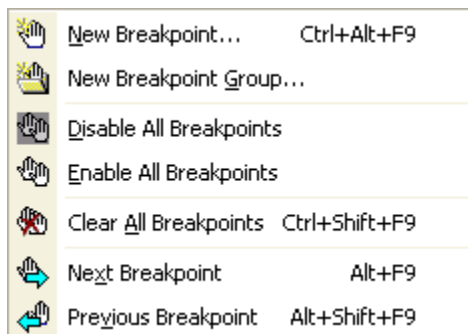 New Breakpoint... Ctrl+Alt+F9
New Breakpoint Group...
Disable All Breakpoints
Enable All Breakpoints
Clear All Breakpoints Ctrl+Shift+F9
Next Breakpoint Alt+F9
Previous Breakpoint Alt+Shift+F9